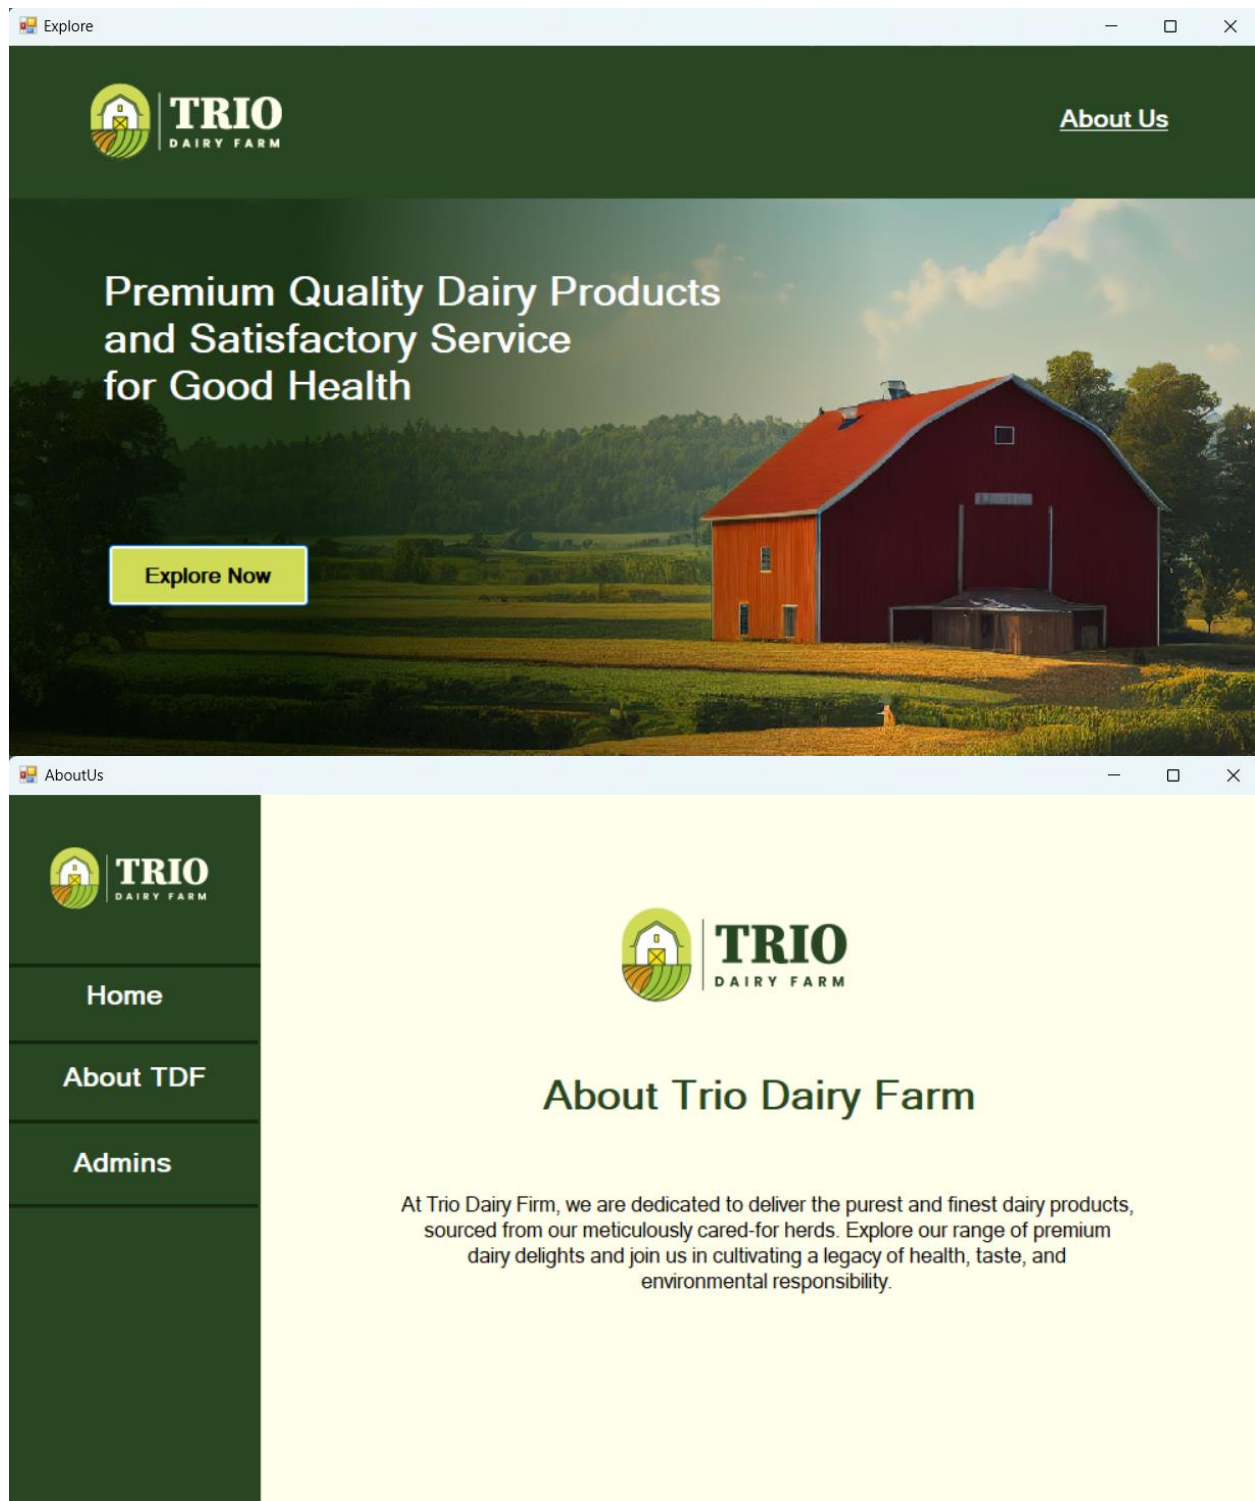 Explore
TRIO
DAIRY FARM
About Us
Premium Quality Dairy Products
and Satisfactory Service
for Good Health
Explore Now
AboutUs
TRIO
DAIRY FARM
Home
About TDF
Admins
TRIO
DAIRY FARM
About Trio Dairy Farm
At Trio Dairy Firm, we are dedicated to deliver the purest and finest dairy products,
sourced from our meticulously cared-for herds. Explore our range of premium
dairy delights and join us in cultivating a legacy of health, taste, and
environmental responsibility.